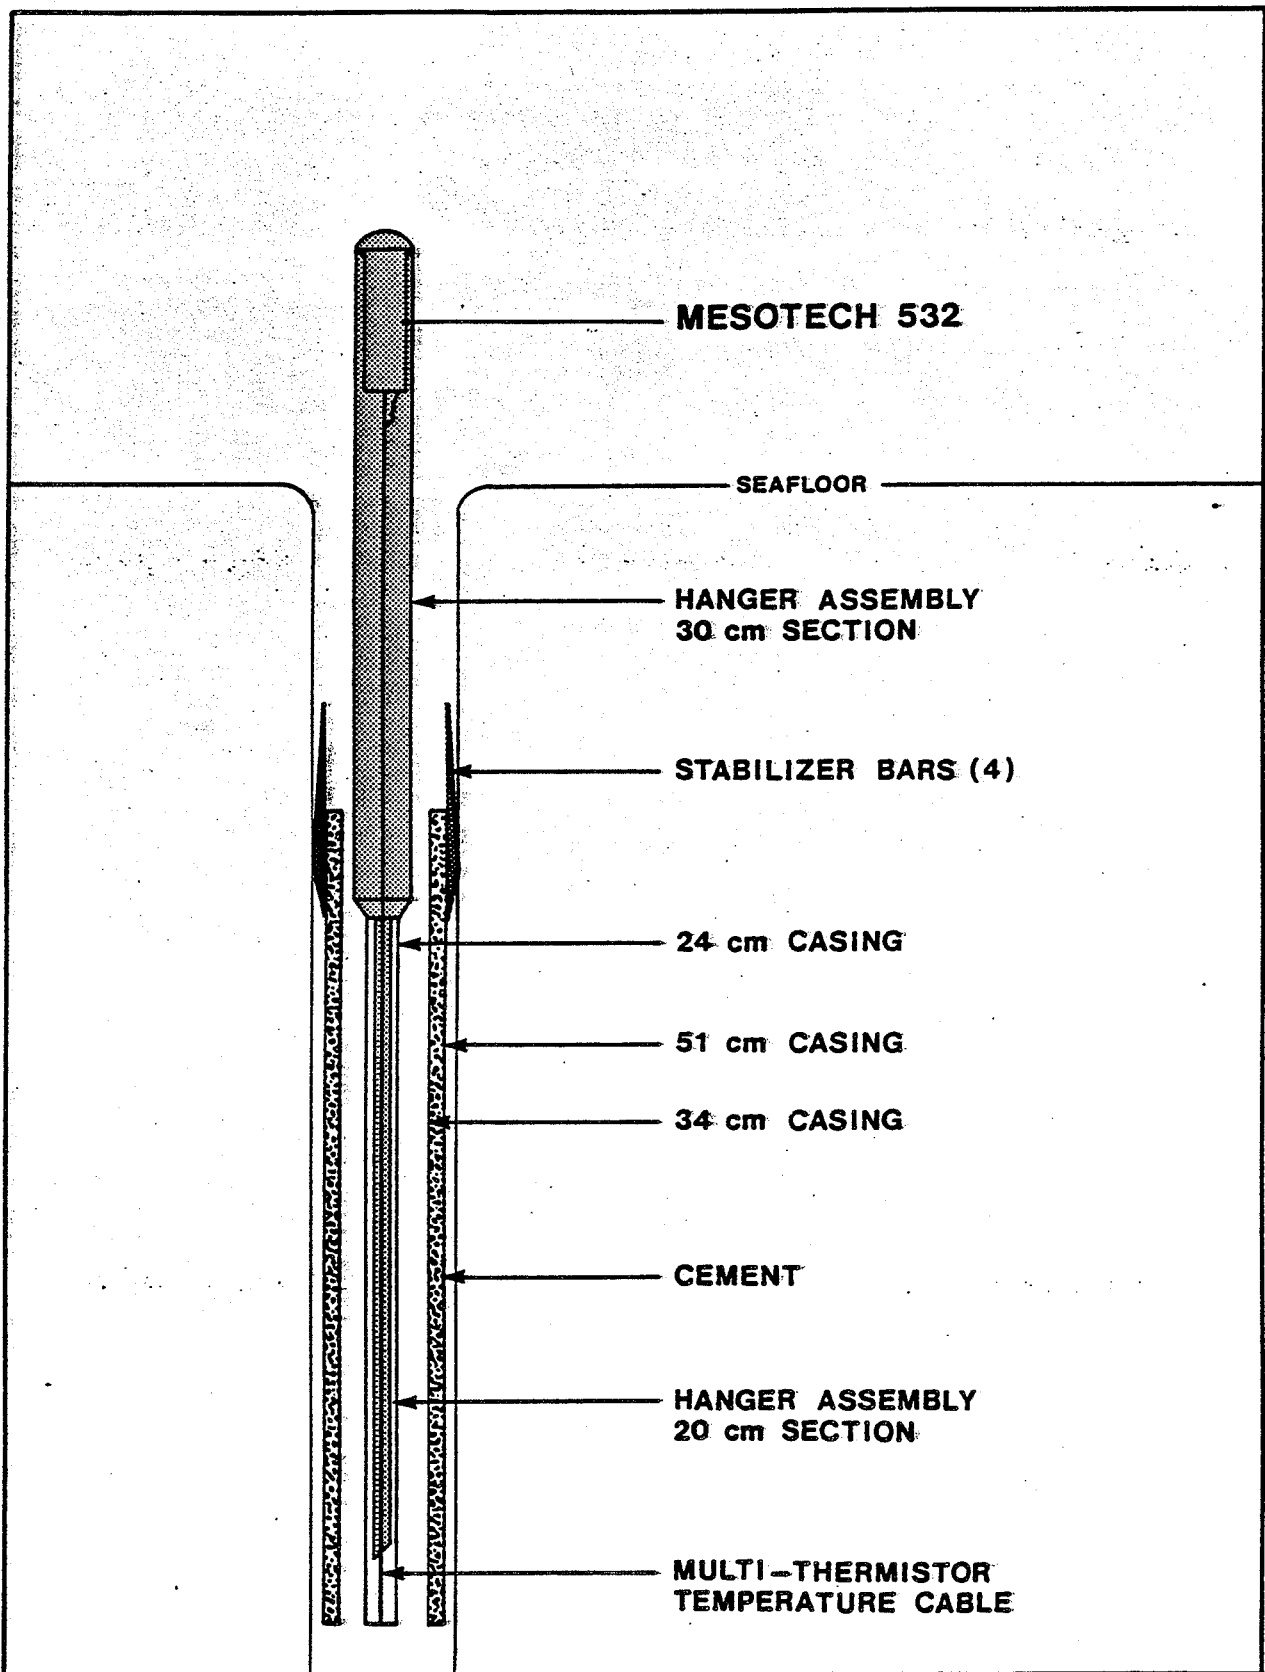 MESOTECH 532
SEAFLOOR
HANGER ASSEMBLY
30 cm SECTION
STABILIZER BARS (4)
24 cm CASING
51 cm CASING
34 cm CASING
CEMENT
HANGER ASSEMBLY
20 cm SECTION
MULTI-THERMISTOR
TEMPERATURE CABLE